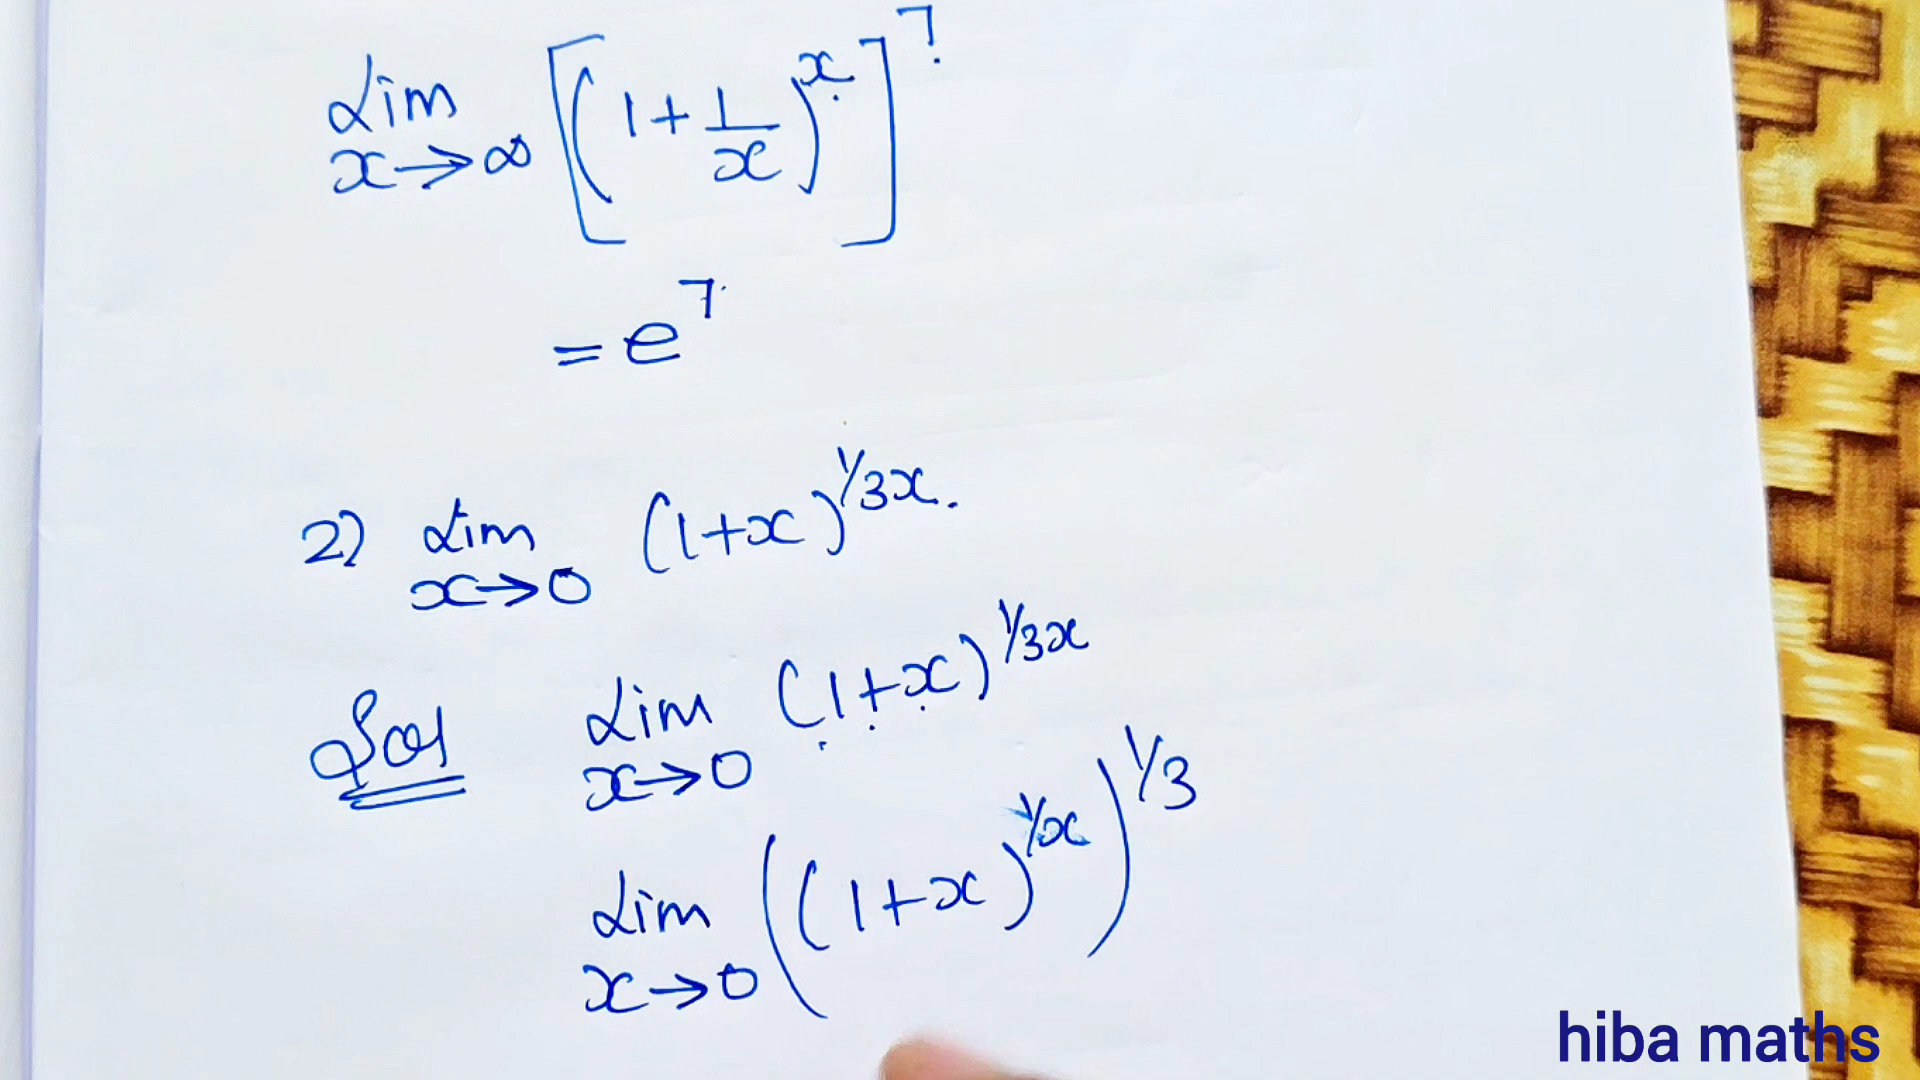 Lim x→∞ [(1+1/x)^x]^7
= e^7
2) Lim x→0 (1+x)^1/3x.
Sol Lim x→0 (1+x)^1/3x
Lim x→0 ((1+x)^1/x)^1/3
hiba maths